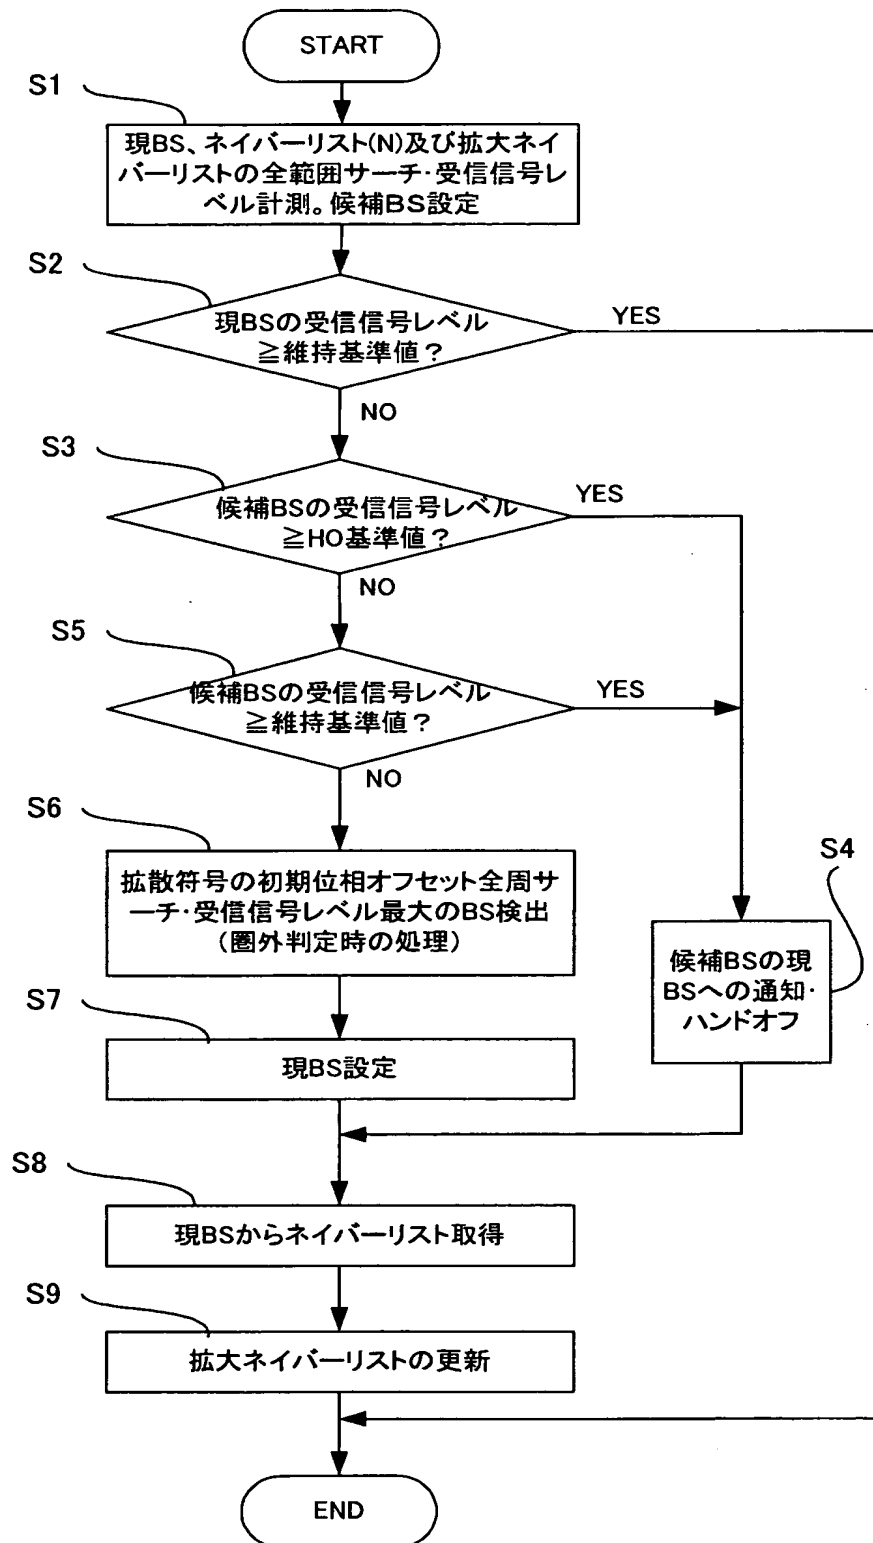 START
S1
現BS、ネイバーリスト(N)及び拡大ネイ
バーリストの全範囲サーチ・受信信号レ
ベル計測。候補BS設定
S2
現BSの受信信号レベル
≧維持基準値？
YES
NO
S3
候補BSの受信信号レベル
≧HO基準値？
YES
NO
S5
候補BSの受信信号レベル
≧維持基準値？
YES
NO
S6
拡散符号の初期位相オフセット全周サ
ーチ・受信信号レベル最大のBS検出
（圏外判定時の処理）
S4
候補BSの現
BSへの通知・
ハンドオフ
S7
現BS設定
S8
現BSからネイバーリスト取得
S9
拡大ネイバーリストの更新
END